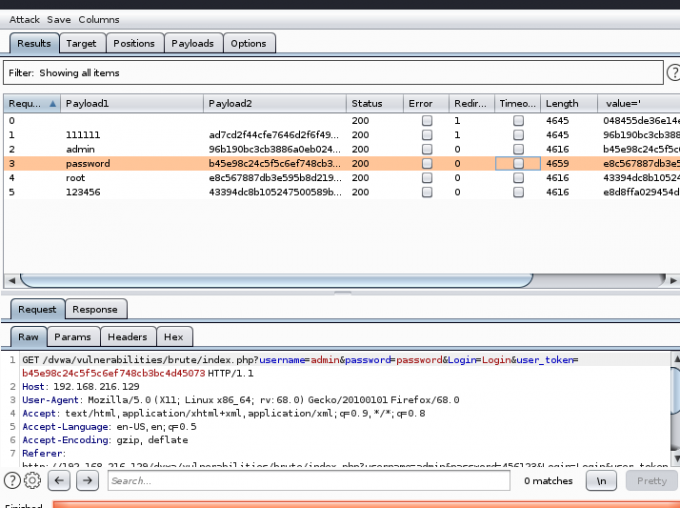 Attack Save Columns
Results Target Positions Payloads Options
Filter: Showing all items
Requ... Payload1 Payload2 Status Error Redir... Timeo... Length value='
0 200 1 4645 048455de36e14e
1 111111 ad7cd2f44cfe7646d2f6f49... 200 1 4645 96b190bc3cb388
2 admin 96b190bc3cb3886a0eb024... 200 0 4616 b45e98c24c5f5c
3 password b45e98c24c5f5c6ef748cb3... 200 0 4659 e8c567887db3e5
4 root e8c567887db3e595b8d219... 200 0 4616 43394dc8b10524
5 123456 43394dc8b105247500589b... 200 0 4616 e8d8ffa029454d
Request Response
Raw Params Headers Hex
1 GET /dvwa/vulnerabilities/brute/index.php?username=admin&password=password&Login=Login&user_token=
b45e98c24c5f5c6ef748cb3bc4d45073 HTTP/1.1
2 Host: 192.168.216.129
3 User-Agent: Mozilla/5.0 (X11; Linux x86_64; rv:68.0) Gecko/20100101 Firefox/68.0
4 Accept: text/html,application/xhtml+xml,application/xml;q=0.9,*/*;q=0.8
5 Accept-Language: en-US,en;q=0.5
6 Accept-Encoding: gzip, deflate
7 Referer:
http://192.168.216.129/dvwa/vulnerabilities/brute/index.php?username=admin&password=456123&Login=Login&user_token
Search... 0 matches \n Pretty
Finished